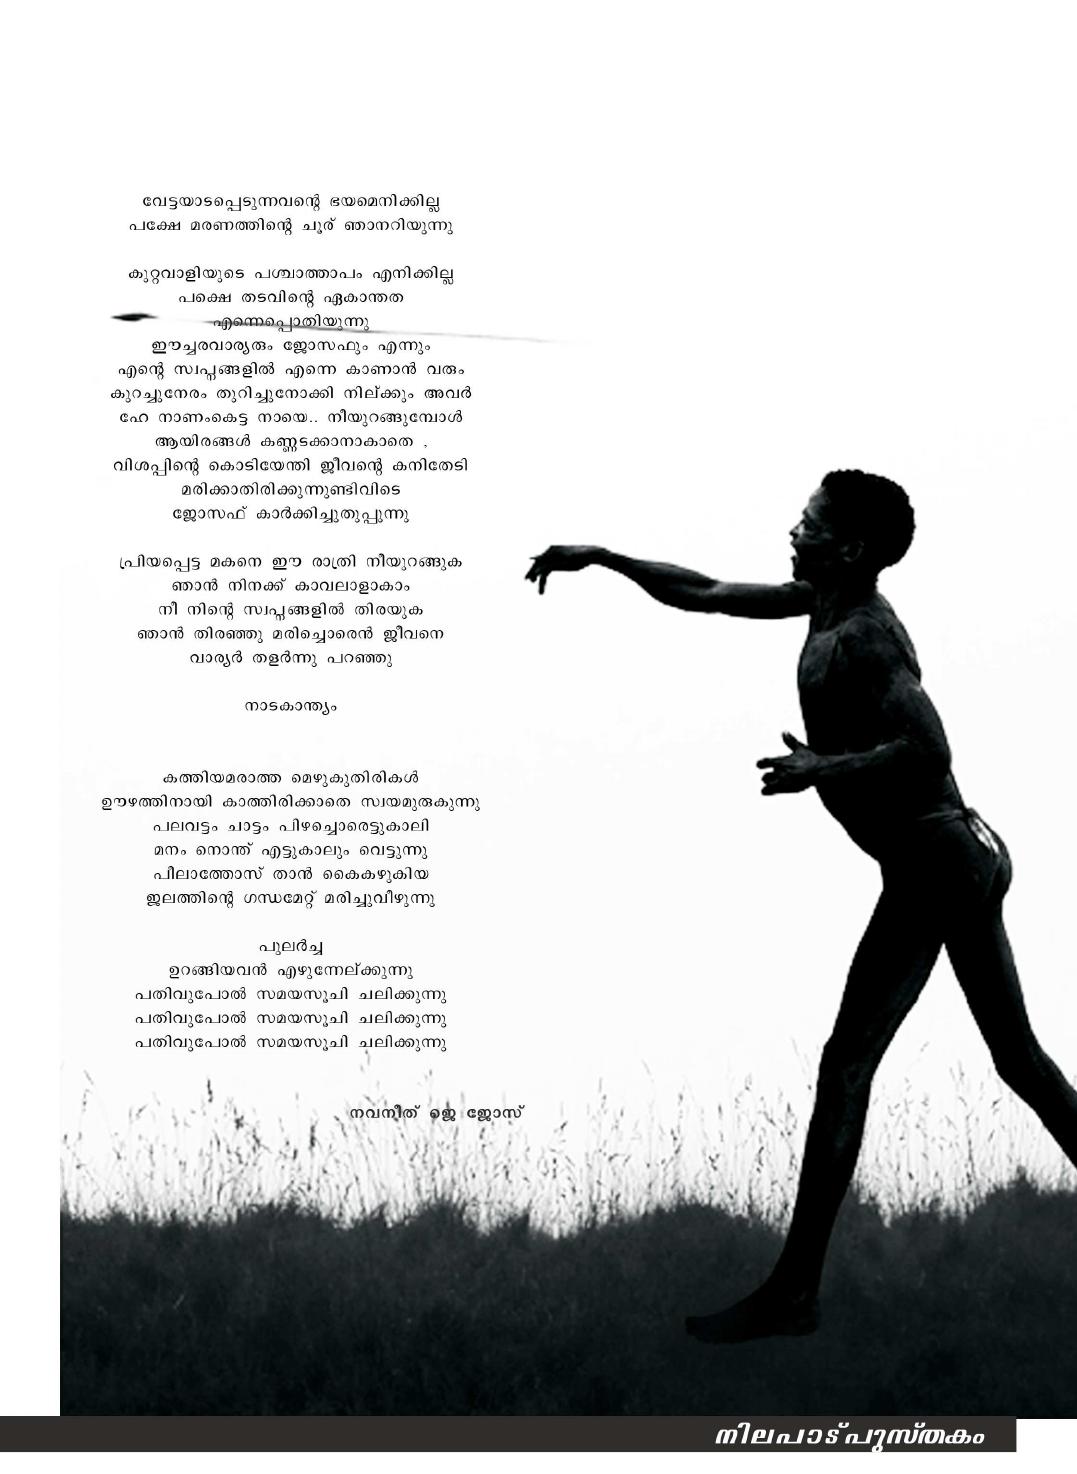 വേട്ടയാടപ്പെടുന്നവന്റെ ഭയമെനിക്കില്ല
പക്ഷേ മരണത്തിന്റെ ചൂര് ഞാനറിയുന്നു
കുറ്റവാളിയുടെ പശ്ചാത്താപം എനിക്കില്ല
പക്ഷെ തടവിന്റെ ഏകാന്തത
എന്നെപ്പൊതിയുന്നു
ഈച്ചരവാര്യരും ജോസഫും എന്നും
എന്റെ സ്വപ്നങ്ങളിൽ എന്നെ കാണാൻ വരും
കുറച്ചുനേരം തുറിച്ചുനോക്കി നില്ക്കും അവർ
ഹേ നാണംകെട്ട നായെ.. നീയുറങ്ങുമ്പോൾ
ആയിരങ്ങൾ കണ്ണടക്കാനാകാതെ ,
വിശപ്പിന്റെ കൊടിയേന്തി ജീവന്റെ കനിതേടി
മരിക്കാതിരിക്കുന്നുണ്ടിവിടെ
ജോസഫ് കാർക്കിച്ചുതുപ്പുന്നു
പ്രിയപ്പെട്ട മകനെ ഈ രാത്രി നീയുറങ്ങുക
ഞാൻ നിനക്ക് കാവലാളാകാം
നീ നിന്റെ സ്വപ്നങ്ങളിൽ തിരയുക
ഞാൻ തിരഞ്ഞു മരിച്ചൊരെൻ ജീവനെ
വാര്യർ തളർന്നു പറഞ്ഞു
നാടകാന്ത്യം
കത്തിയമരാത്ത മെഴുകുതിരികൾ
ഊഴത്തിനായി കാത്തിരിക്കാതെ സ്വയമുരുകുന്നു
പലവട്ടം ചാട്ടം പിഴച്ചൊരെട്ടുകാലി
മനം നൊന്ത് എട്ടുകാലും വെട്ടുന്നു
പീലാത്തോസ് താൻ കൈകഴുകിയ
ജലത്തിന്റെ ഗന്ധമേറ്റ് മരിച്ചുവീഴുന്നു
പുലർച്ച
ഉറങ്ങിയവൻ എഴുന്നേല്ക്കുന്നു
പതിവുപോൽ സമയസൂചി ചലിക്കുന്നു
പതിവുപോൽ സമയസൂചി ചലിക്കുന്നു
പതിവുപോൽ സമയസൂചി ചലിക്കുന്നു
നവനീത് ജെ ജോസ്
നിലപാട്പുസ്തകം